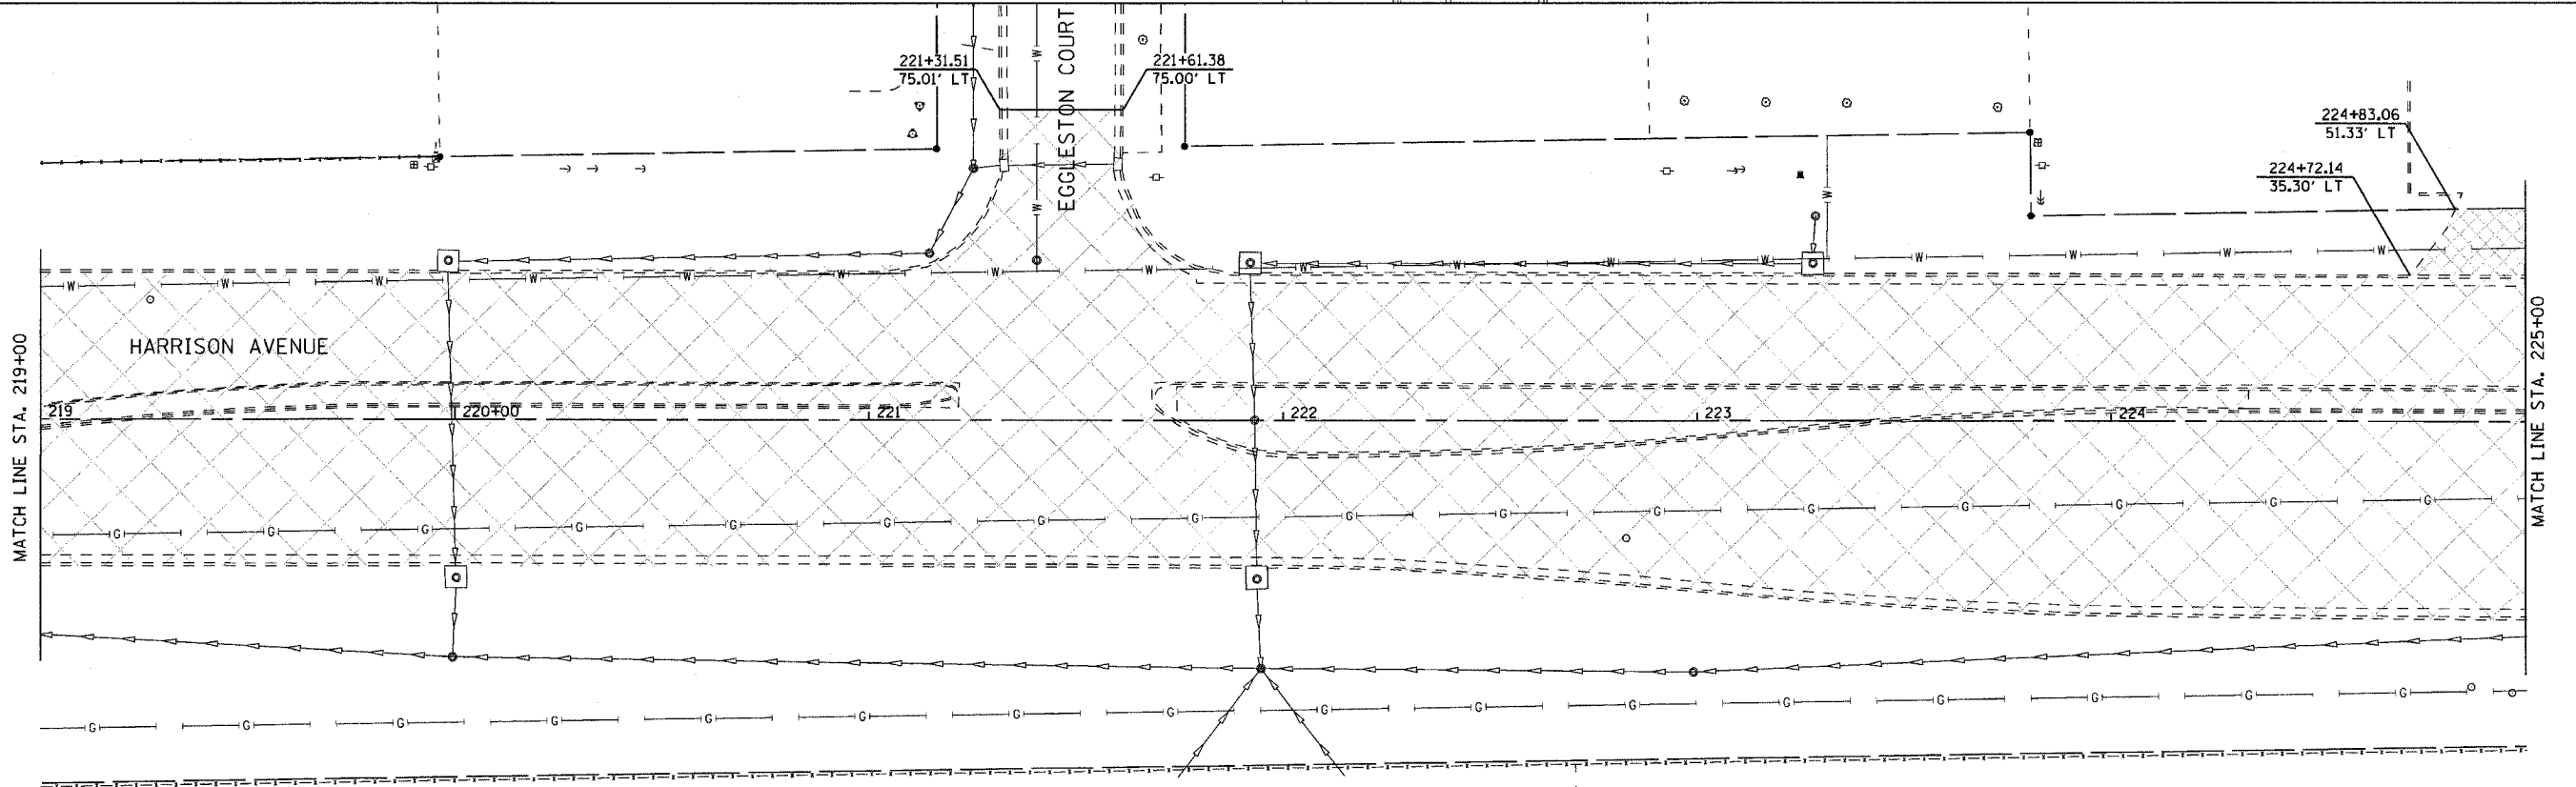 EGGLESTON COURT
221+31.51
75.01' LT
221+61.38
75.00' LT
224+83.06
51.33' LT
224+72.14
35.30' LT
W
W
W
W W W W W W W W W W W W W W W W
HARRISON AVENUE
MATCH LINE STA. 219+00
MATCH LINE STA. 225+00
219 220+00 221 222 223 224
G G G G G G G G G G G G G G G G
G G G G G G G G G G G G G G G G